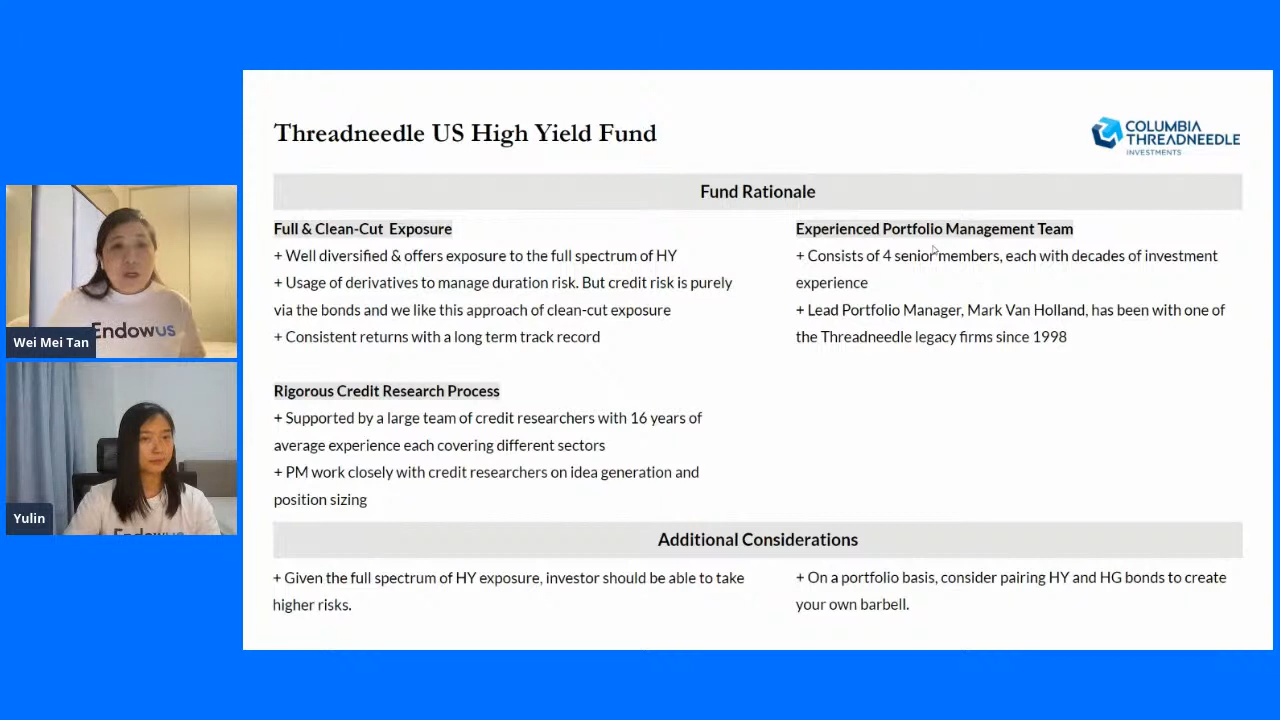 Threadneedle US High Yield Fund
COLUMBIA
THREADNEEDLE
INVESTMENTS
Fund Rationale
Full & Clean-Cut Exposure
+ Well diversified & offers exposure to the full spectrum of HY
+ Usage of derivatives to manage duration risk. But credit risk is purely
via the bonds and we like this approach of clean-cut exposure
+ Consistent returns with a long term track record
Rigorous Credit Research Process
+ Supported by a large team of credit researchers with 16 years of
average experience each covering different sectors
+ PM work closely with credit researchers on idea generation and
position sizing
Experienced Portfolio Management Team
+ Consists of 4 senior members, each with decades of investment
experience
+ Lead Portfolio Manager, Mark Van Holland, has been with one of
the Threadneedle legacy firms since 1998
Additional Considerations
+ Given the full spectrum of HY exposure, investor should be able to take
higher risks.
+ On a portfolio basis, consider pairing HY and HG bonds to create
your own barbell.
Endowus
Wei Mei Tan
Endowus
Yulin